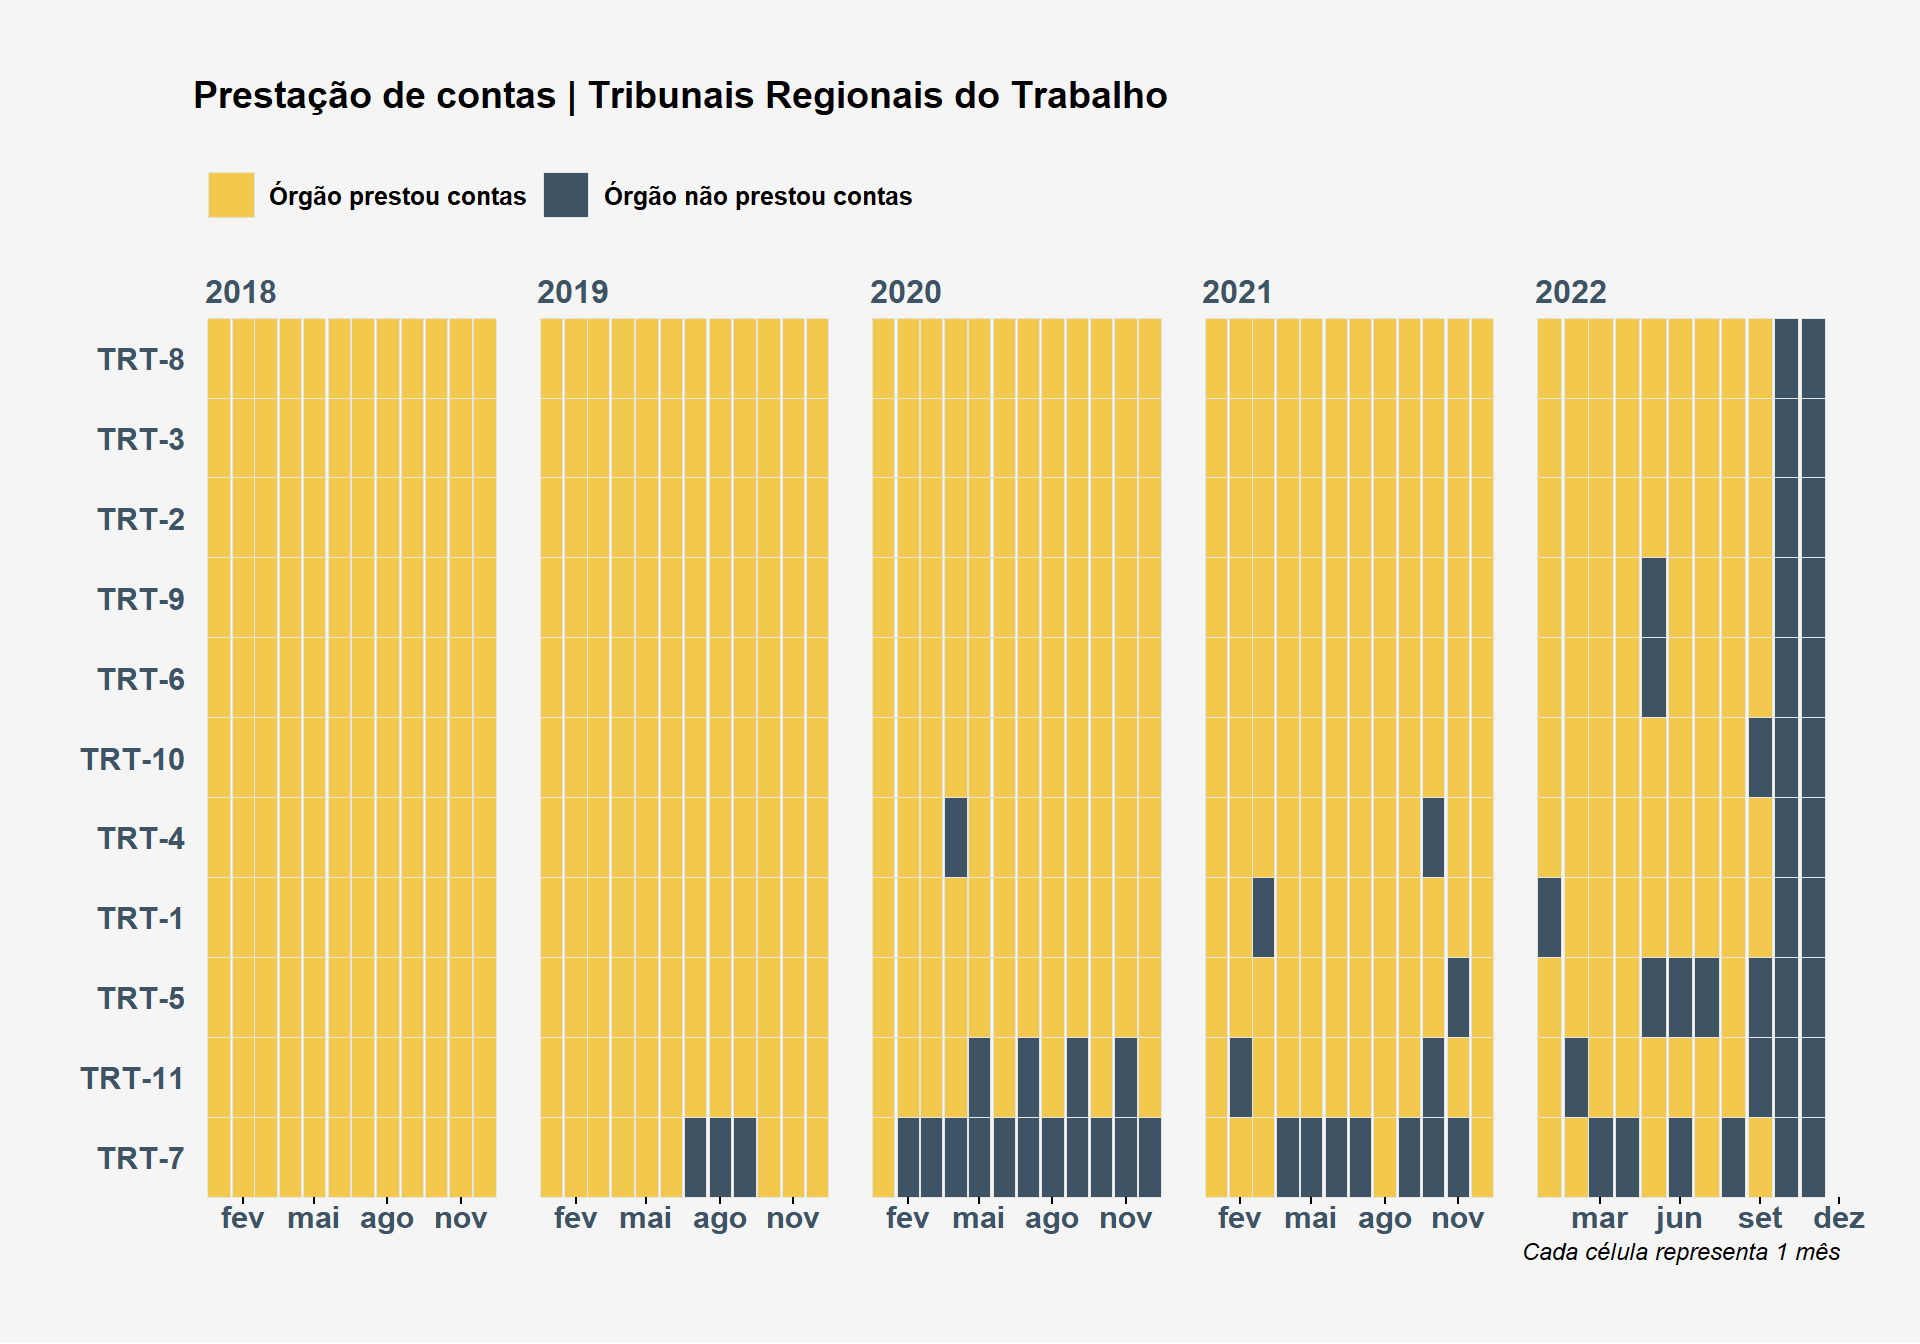 Prestação de contas | Tribunais Regionais do Trabalho
Órgão prestou contas Órgão não prestou contas
2018 2019 2020 2021 2022
TRT-8
TRT-3
TRT-2
TRT-9
TRT-6
TRT-10
TRT-4
TRT-1
TRT-5
TRT-11
TRT-7
fev mai ago nov fev mai ago nov fev mai ago nov fev mai ago nov mar jun set dez
Cada célula representa 1 mês